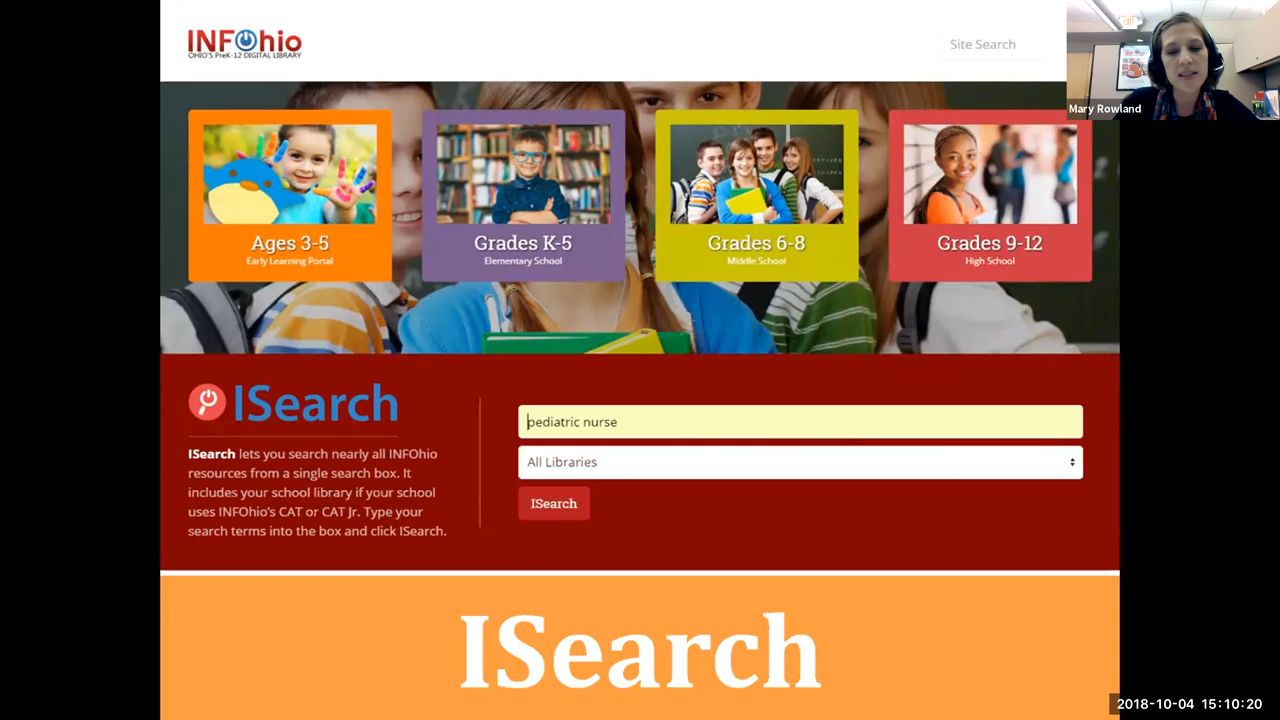 INFOhio
OHIO'S PreK-12 DIGITAL LIBRARY
Site Search
EXIT
Mary Rowland
Ages 3-5
Early Learning Portal
Grades K-5
Elementary School
Grades 6-8
Middle School
Grades 9-12
High School
ISearch
ISearch lets you search nearly all INFOhio
resources from a single search box. It
includes your school library if your school
uses INFOhio's CAT or CAT Jr. Type your
search terms into the box and click ISearch.
pediatric nurse
All Libraries
ISearch
ISearch
2018-10-04 15:10:20